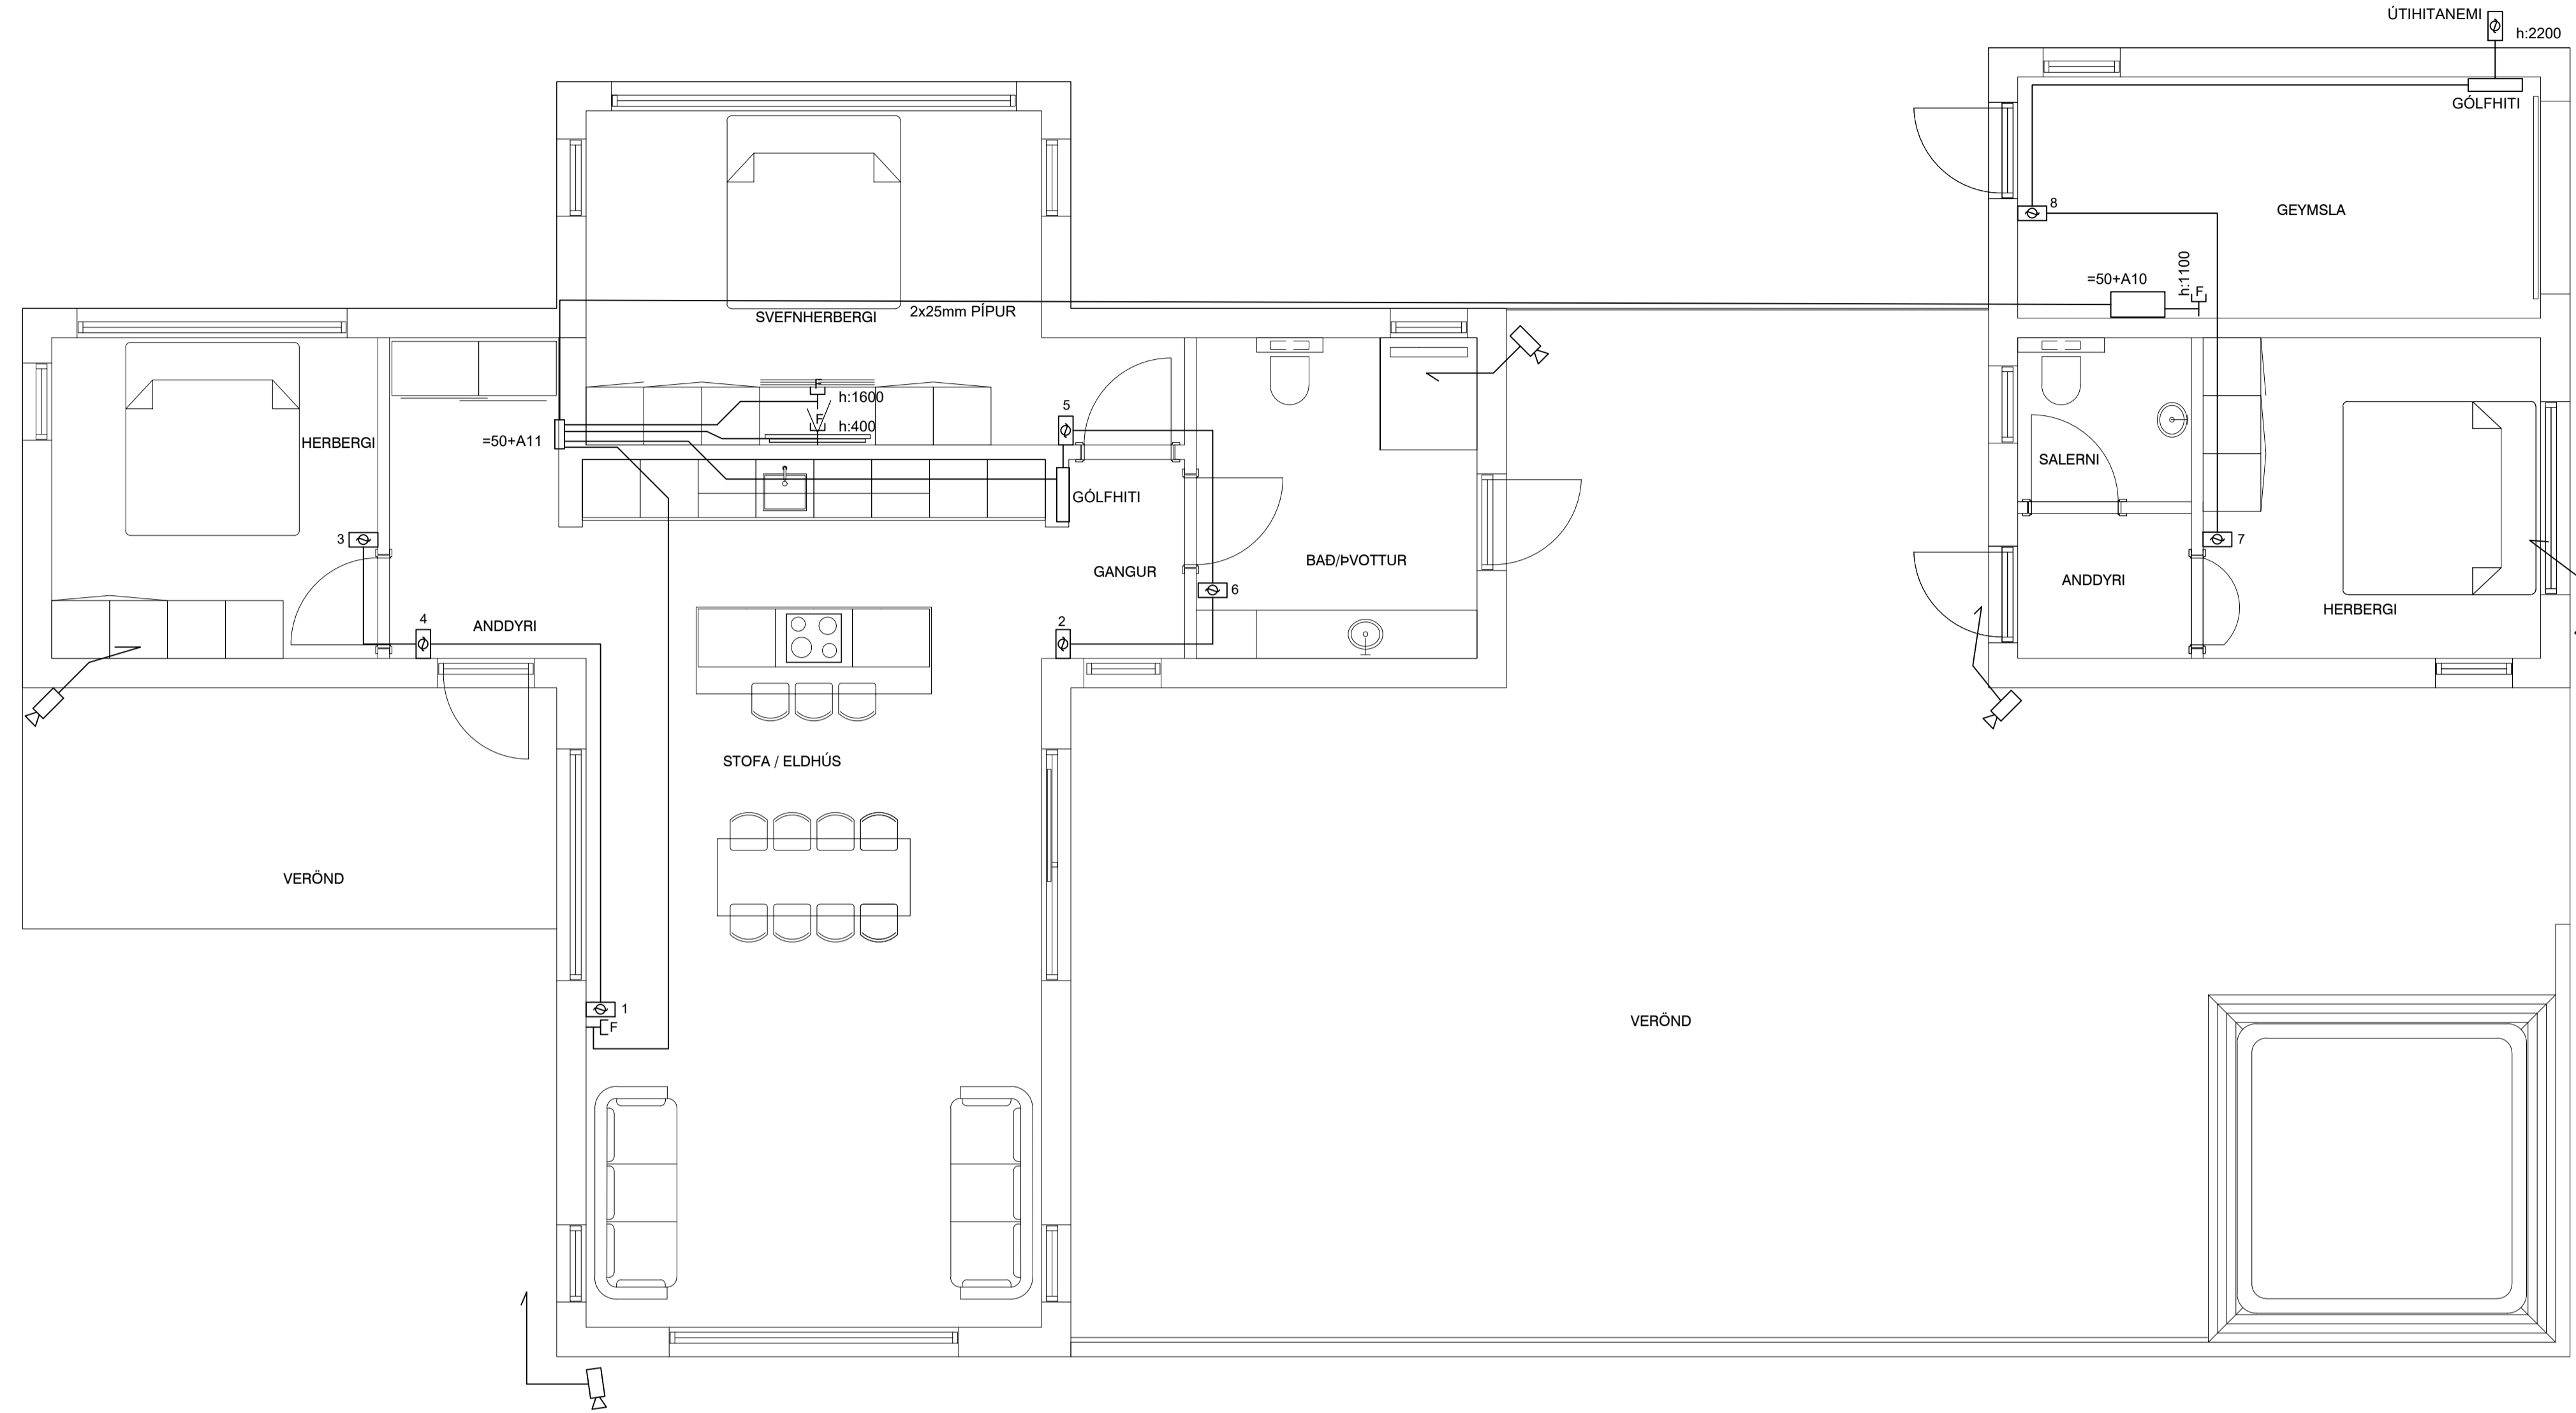 ÚTIHITANEMI
h:2200
GÓLFHITI
8
GEYMSLA
=50+A10
h:1100
F
SVEFNHERBERGI
2x25mm PÍPUR
F
h:1600
F
h:400
5
HERBERGI
=50+A11
GÓLFHITI
SALERNI
3
7
GANGUR
BAÐ/ÞVOTTUR
ANDDYRI
6
HERBERGI
4
ANDDYRI
2
STOFA / ELDHÚS
VERÖND
1
F
VERÖND